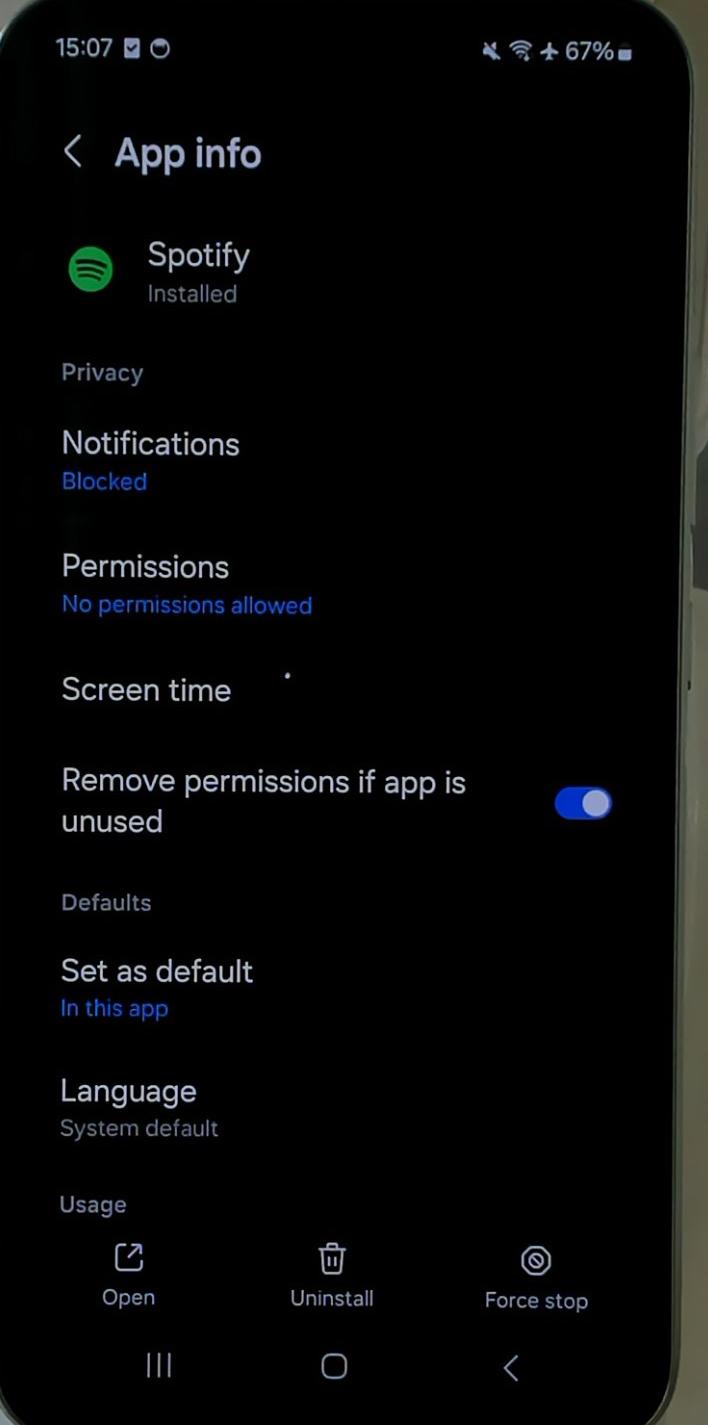 15:07
67%
App info
Spotify
Installed
Privacy
Notifications
Blocked
Permissions
No permissions allowed
Screen time
Remove permissions if app is
unused
Defaults
Set as default
In this app
Language
System default
Usage
Open Uninstall Force stop